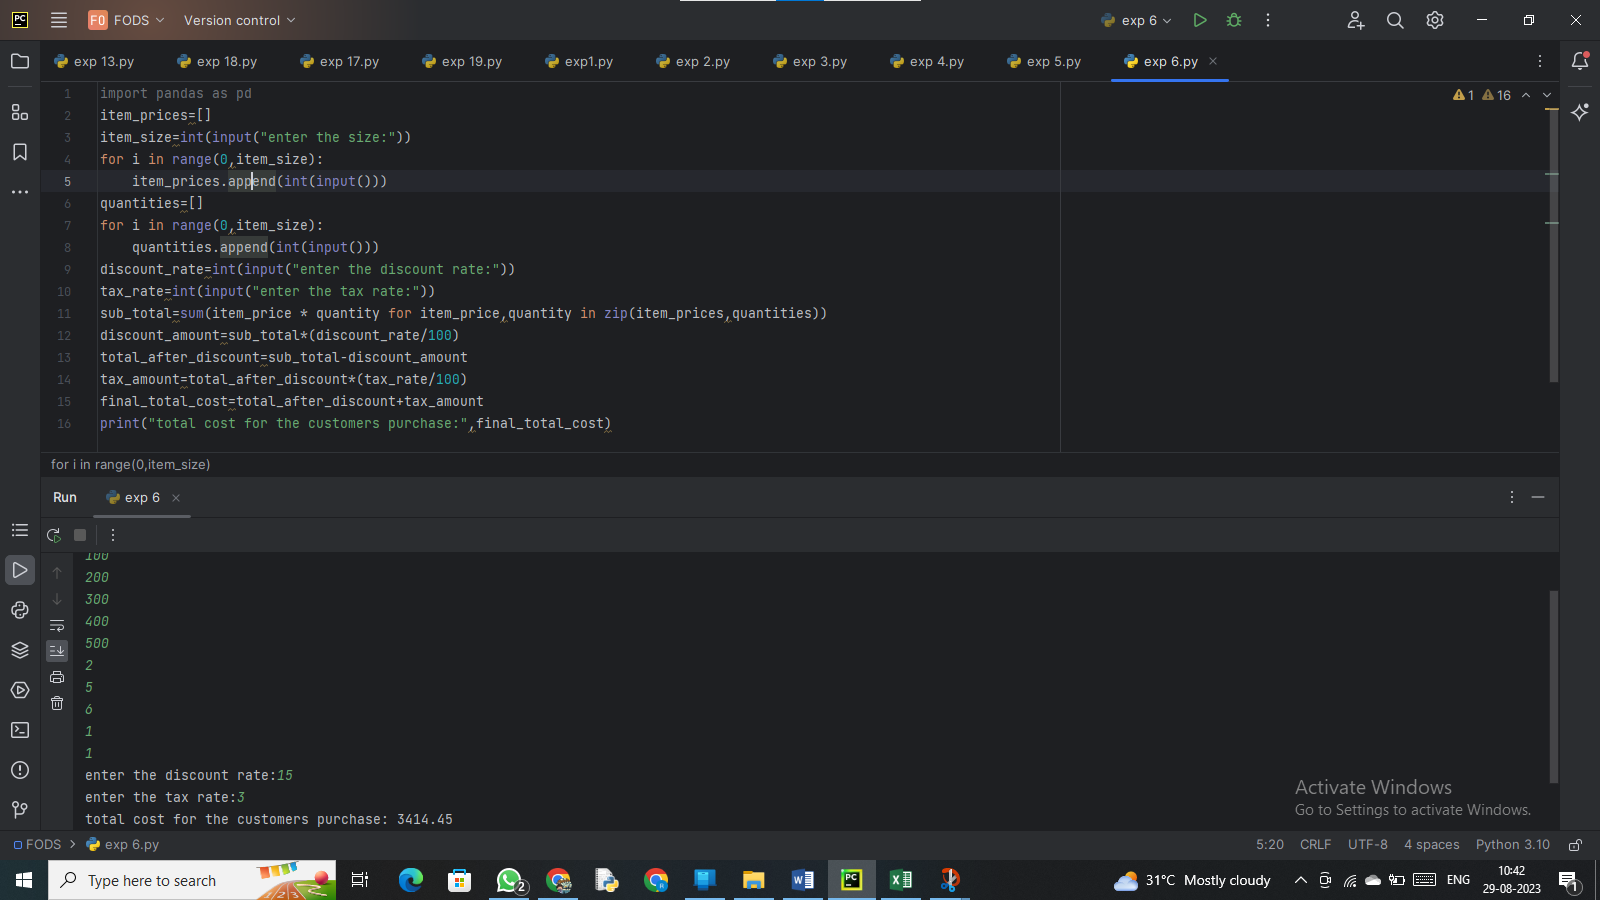 PC FO FODS Version control exp 6
exp 13.py exp 18.py exp 17.py exp 19.py exp1.py exp 2.py exp 3.py exp 4.py exp 5.py exp 6.py
1 import pandas as pd
2 item_prices=[]
3 item_size=int(input("enter the size:"))
4 for i in range(0,item_size):
5 item_prices.append(int(input()))
6 quantities=[]
7 for i in range(0,item_size):
8 quantities.append(int(input()))
9 discount_rate=int(input("enter the discount rate:"))
10 tax_rate=int(input("enter the tax rate:"))
11 sub_total=sum(item_price * quantity for item_price,quantity in zip(item_prices,quantities))
12 discount_amount=sub_total*(discount_rate/100)
13 total_after_discount=sub_total-discount_amount
14 tax_amount=total_after_discount*(tax_rate/100)
15 final_total_cost=total_after_discount+tax_amount
16 print("total cost for the customers purchase:",final_total_cost)
1 16
for i in range(0,item_size)
Run exp 6
100
200
300
400
500
2
5
6
1
1
enter the discount rate:15
enter the tax rate:3
total cost for the customers purchase: 3414.45
Activate Windows
Go to Settings to activate Windows.
FODS exp 6.py 5:20 CRLF UTF-8 4 spaces Python 3.10
Type here to search 2 31°C Mostly cloudy ENG 10:42
29-08-2023 1